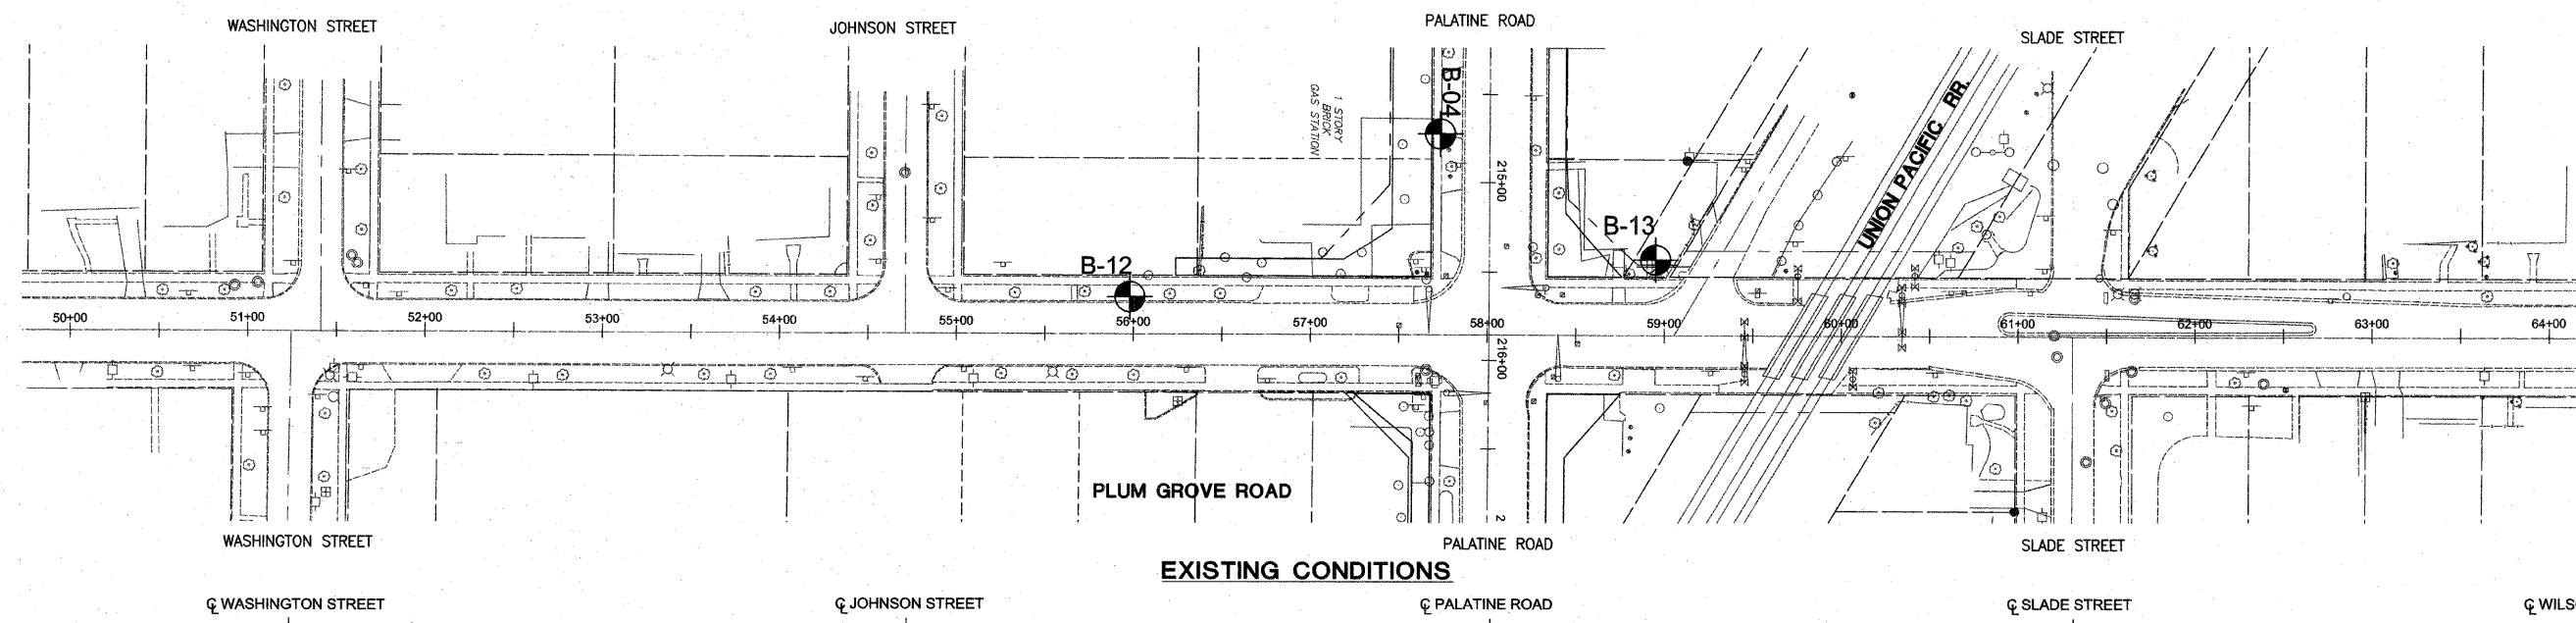 WASHINGTON STREET
JOHNSON STREET
PALATINE ROAD
SLADE STREET
1 STORY
BRICK
GAS STATION
B-04
215+00
UNION PACIFIC RR.
B-13
B-12
50+00
51+00
52+00
53+00
54+00
55+00
56+00
57+00
58+00
59+00
60+00
61+00
62+00
63+00
64+00
216+00
PLUM GROVE ROAD
2
WASHINGTON STREET
PALATINE ROAD
SLADE STREET
EXISTING CONDITIONS
℄ WASHINGTON STREET
℄ JOHNSON STREET
℄ PALATINE ROAD
℄ SLADE STREET
℄ WILS